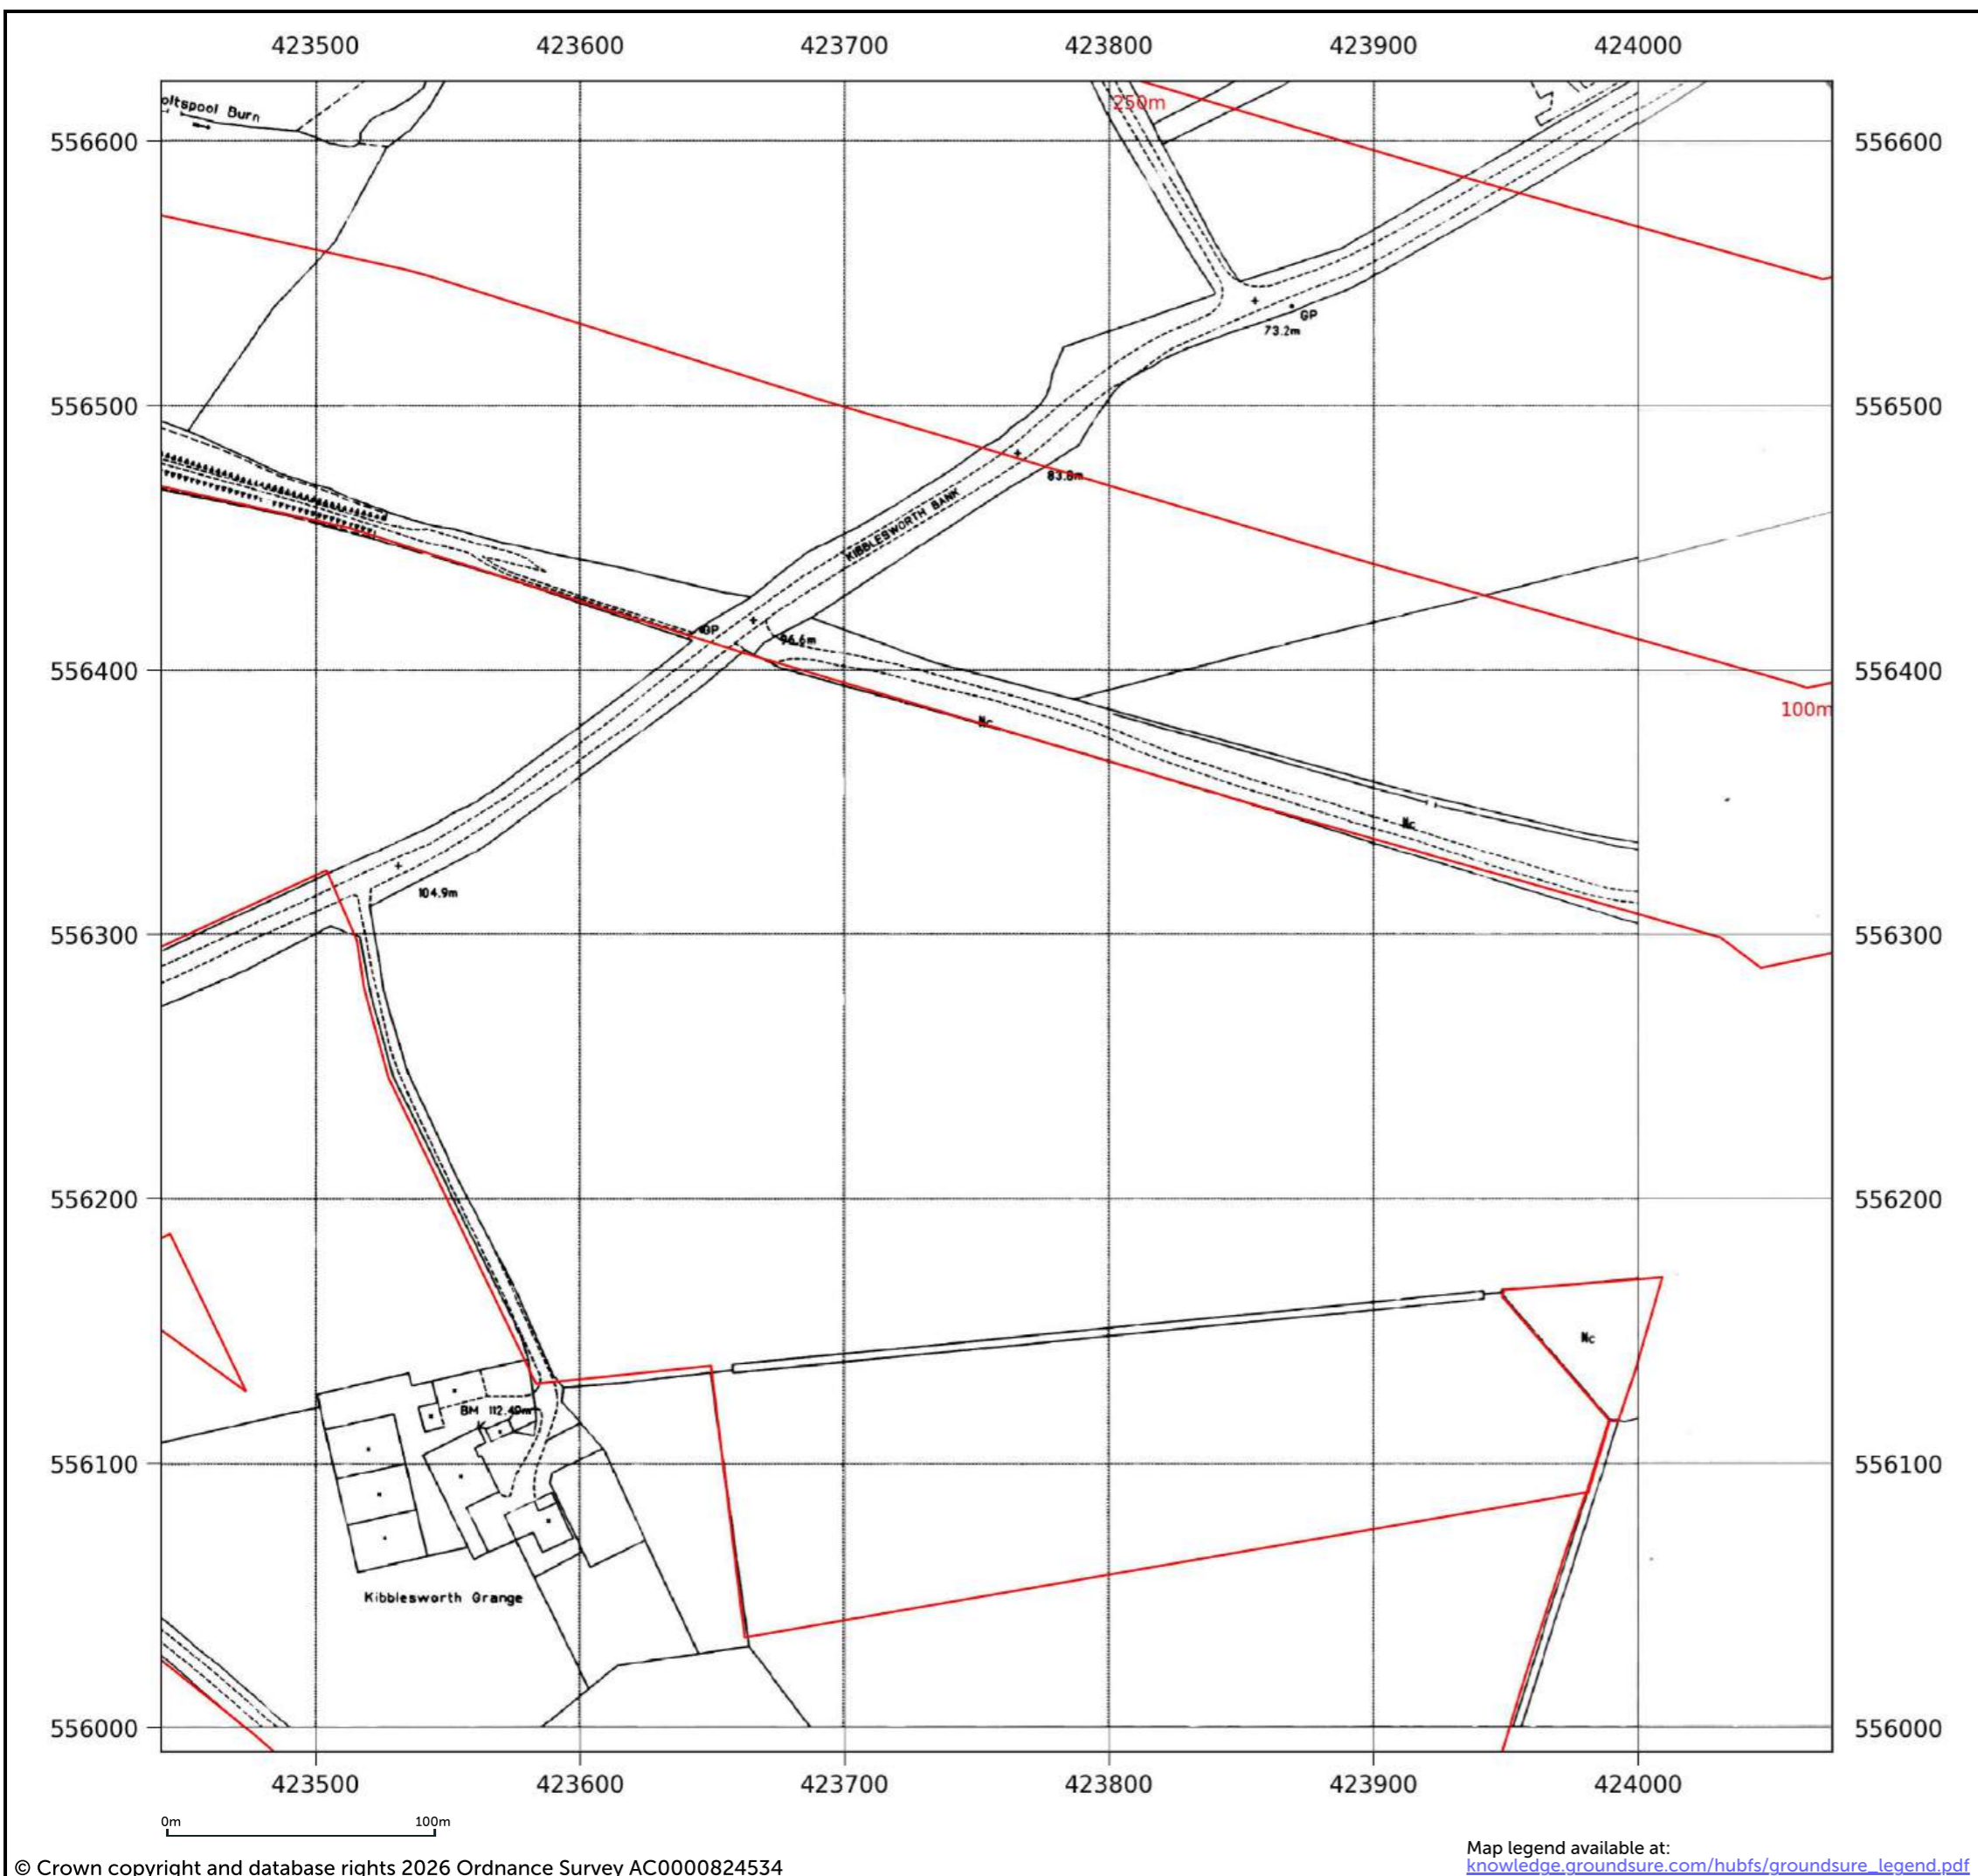 423500 423600 423700 423800 423900 424000
250m
oltspool Burn
556600 556600
GP
73.2m
556500 556500
83.8m
KIBBLESWORTH BANK
GP
96.6m
556400 556400
100m
Nc
Nc
104.9m
556300 556300
556200 556200
Nc
BM 112.49m
556100 556100
Kibblesworth Grange
556000 556000
423500 423600 423700 423800 423900 424000
0m 100m
Map legend available at:
© Crown copyright and database rights 2026 Ordnance Survey AC0000824534
knowledge.groundsure.com/hubfs/groundsure_legend.pdf